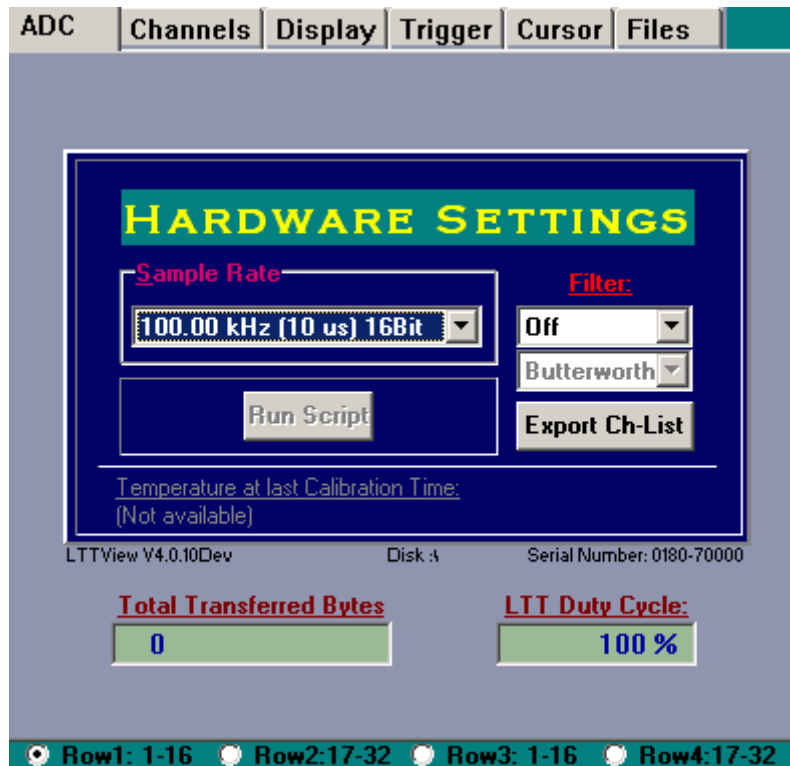 ADC Channels Display Trigger Cursor Files
HARDWARE SETTINGS
Sample Rate
Filter:
100.00 kHz (10 us) 16Bit
Off
Butterworth
Run Script
Export Ch-List
Temperature at last Calibration Time:
(Not available)
LTTView V4.0.10Dev Disk :\ Serial Number: 0180-70000
Total Transferred Bytes LTT Duty Cycle:
0 100 %
Row1: 1-16 Row2:17-32 Row3: 1-16 Row4:17-32